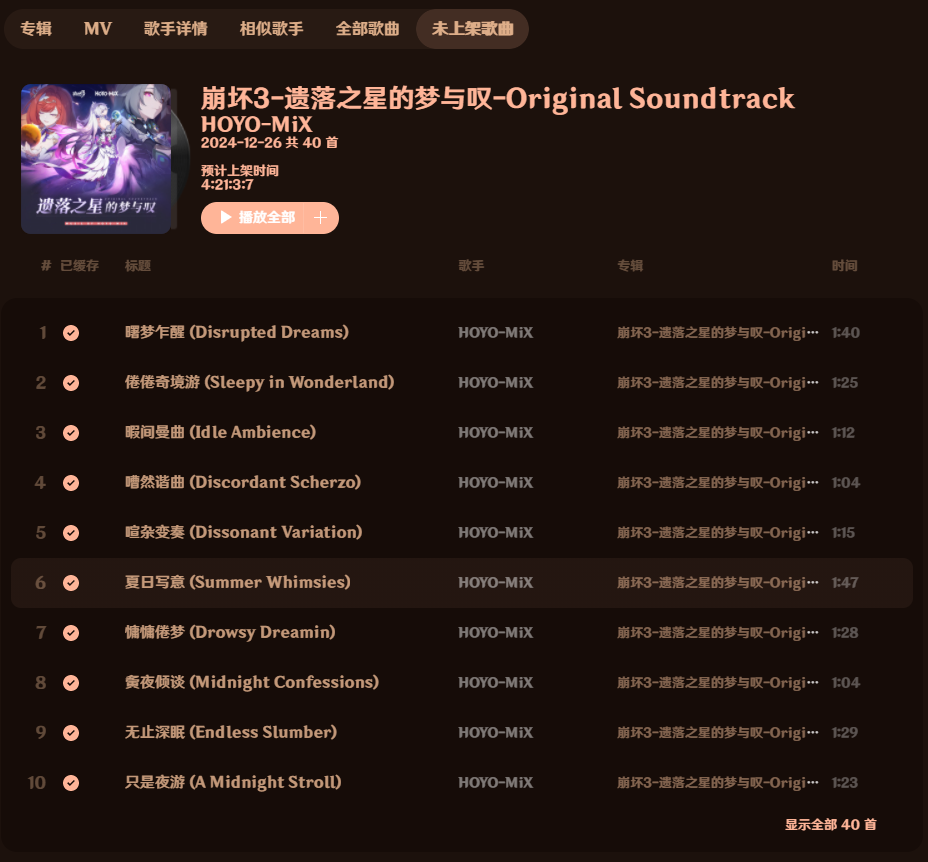 专辑 MV 歌手详情 相似歌手 全部歌曲 未上架歌曲
崩坏3-遗落之星的梦与叹-Original Soundtrack
HOYO-MiX
2024-12-26 共 40 首
预计上架时间
4:21:3:7
遗落之星的梦与叹
播放全部
# 已缓存 标题 歌手 专辑 时间
1 曙梦乍醒 (Disrupted Dreams) HOYO-MiX 崩坏3-遗落之星的梦与叹-Origi··· 1:40
2 倦倦奇境游 (Sleepy in Wonderland) HOYO-MiX 崩坏3-遗落之星的梦与叹-Origi··· 1:25
3 暇间曼曲 (Idle Ambience) HOYO-MiX 崩坏3-遗落之星的梦与叹-Origi··· 1:12
4 嘈然谐曲 (Discordant Scherzo) HOYO-MiX 崩坏3-遗落之星的梦与叹-Origi··· 1:04
5 喧杂变奏 (Dissonant Variation) HOYO-MiX 崩坏3-遗落之星的梦与叹-Origi··· 1:15
6 夏日写意 (Summer Whimsies) HOYO-MiX 崩坏3-遗落之星的梦与叹-Origi··· 1:47
7 慵慵倦梦 (Drowsy Dreamin) HOYO-MiX 崩坏3-遗落之星的梦与叹-Origi··· 1:28
8 夤夜倾谈 (Midnight Confessions) HOYO-MiX 崩坏3-遗落之星的梦与叹-Origi··· 1:04
9 无止深眠 (Endless Slumber) HOYO-MiX 崩坏3-遗落之星的梦与叹-Origi··· 1:29
10 只是夜游 (A Midnight Stroll) HOYO-MiX 崩坏3-遗落之星的梦与叹-Origi··· 1:23
显示全部 40 首